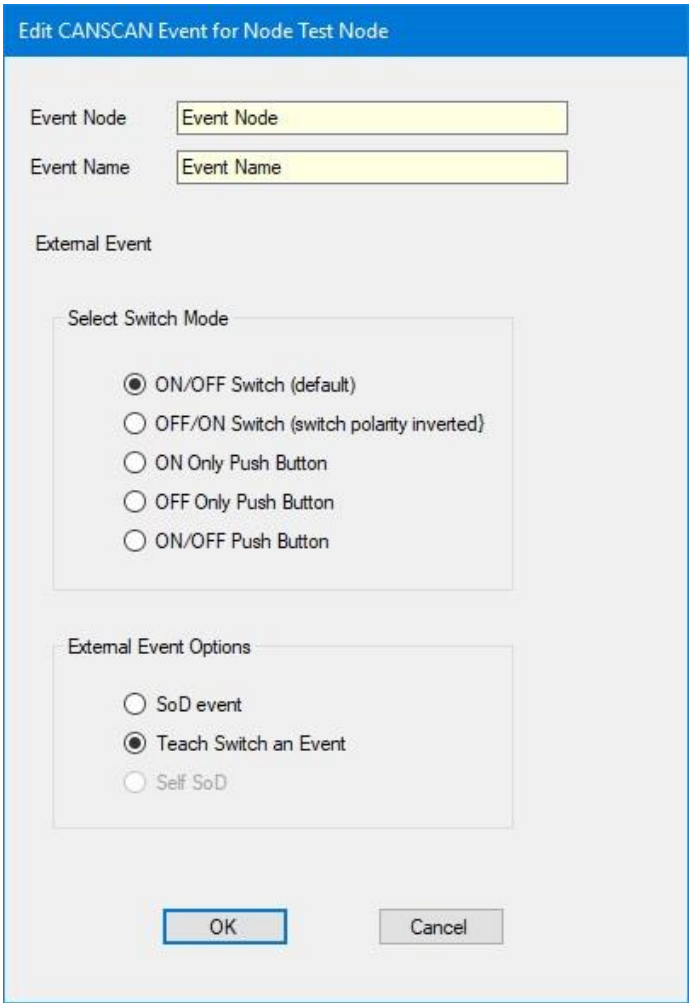 Edit CANSCAN Event for Node Test Node
Event Node Event Node
Event Name Event Name
External Event
Select Switch Mode
ON/OFF Switch (default)
OFF/ON Switch (switch polarity inverted}
ON Only Push Button
OFF Only Push Button
ON/OFF Push Button
External Event Options
SoD event
Teach Switch an Event
Self SoD
OK Cancel